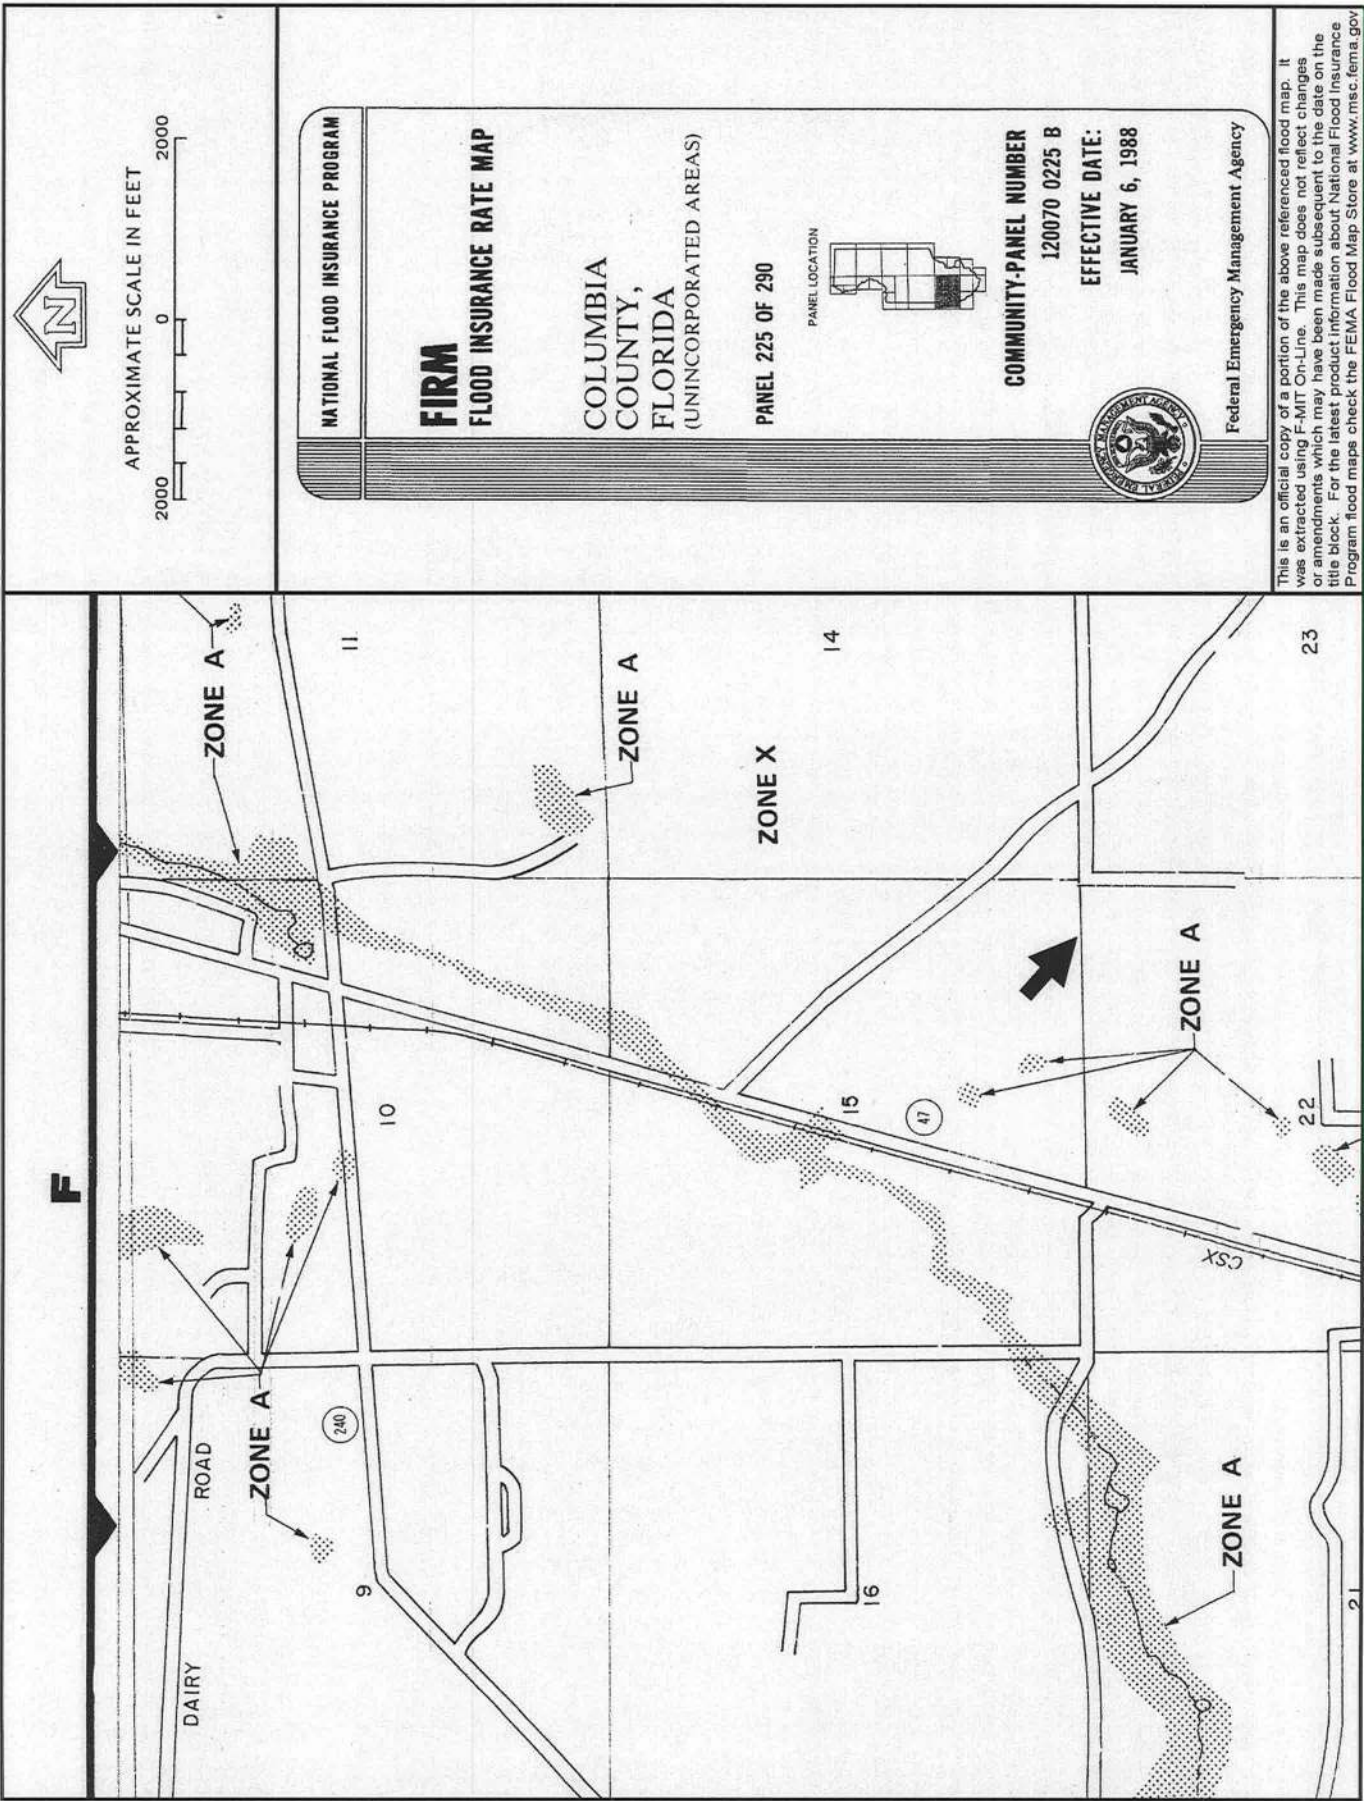 APPROXIMATE SCALE IN FEET
2000 0 2000
N
NATIONAL FLOOD INSURANCE PROGRAM
FIRM
FLOOD INSURANCE RATE MAP
COLUMBIA
COUNTY,
FLORIDA
(UNINCORPORATED AREAS)
PANEL 225 OF 290
PANEL LOCATION
COMMUNITY-PANEL NUMBER
120070 0225 B
EFFECTIVE DATE:
JANUARY 6, 1988
FEDERAL EMERGENCY MANAGEMENT AGENCY
Federal Emergency Management Agency
This is an official copy of a portion of the above referenced flood map. It
was extracted using F-MIT On-Line. This map does not reflect changes
or amendments which may have been made subsequent to the date on the
title block. For the latest product information about National Flood Insurance
Program flood maps check the FEMA Flood Map Store at www.msc.fema.gov
F
DAIRY
ROAD
ZONE A
ZONE A
240
9
10
11
ZONE A
ZONE X
14
15
16
47
ZONE A
ZONE A
CSX
21
22
23